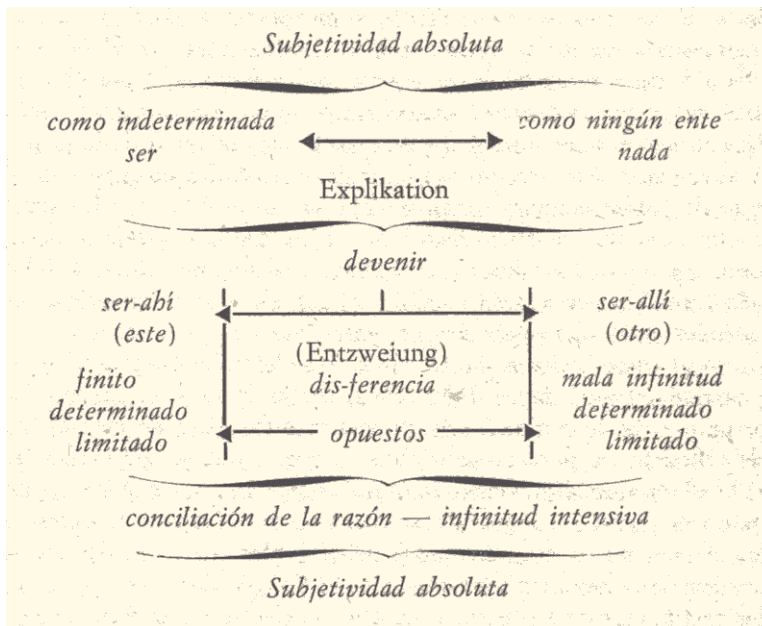 Subjetividad absoluta
como indeterminada
ser
como ningún ente
nada
Explikation
devenir
ser-ahí
(este)
ser-allí
(otro)
(Entzweiung)
dis-ferencia
finito
determinado
limitado
mala infinitud
determinado
limitado
opuestos
conciliación de la razón — infinitud intensiva
Subjetividad absoluta